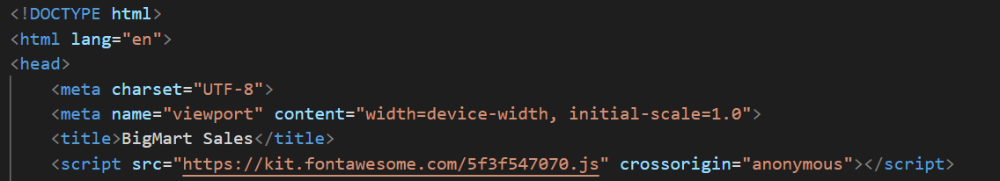 <!DOCTYPE html>
<html lang="en">
<head>
    <meta charset="UTF-8">
    <meta name="viewport" content="width=device-width, initial-scale=1.0">
    <title>BigMart Sales</title>
    <script src="https://kit.fontawesome.com/5f3f547070.js" crossorigin="anonymous"></script>